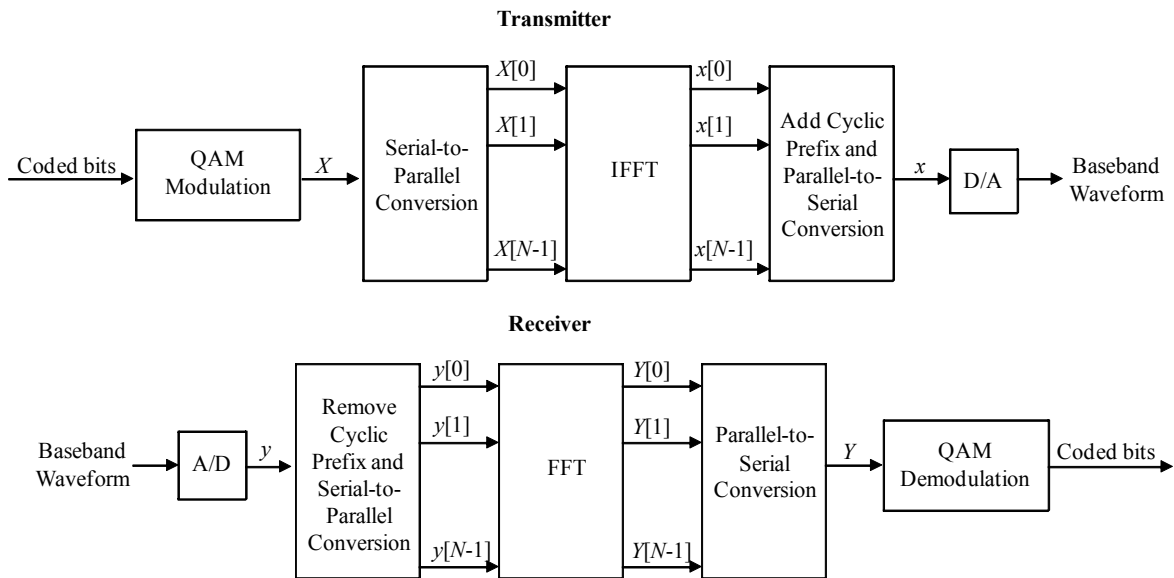 Transmitter
Coded bits
QAM
Modulation
X
Serial-to-
Parallel
Conversion
X[0]
X[1]
X[N-1]
IFFT
x[0]
x[1]
x[N-1]
Add Cyclic
Prefix and
Parallel-to-
Serial
Conversion
x
D/A
Baseband
Waveform
Receiver
Baseband
Waveform
A/D
y
Remove
Cyclic
Prefix and
Serial-to-
Parallel
Conversion
y[0]
y[1]
y[N-1]
FFT
Y[0]
Y[1]
Y[N-1]
Parallel-to-
Serial
Conversion
Y
QAM
Demodulation
Coded bits